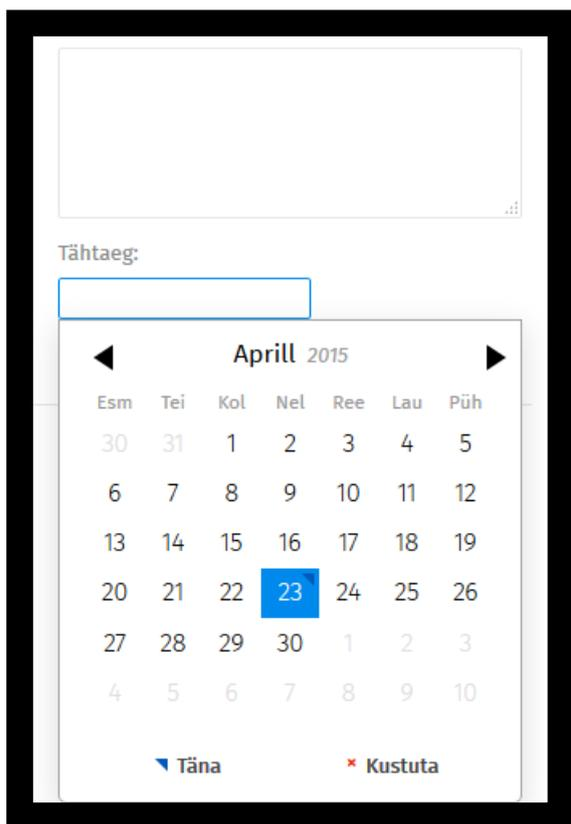 Tähtaeg:
Aprill 2015
Esm Tei Kol Nel Ree Lau Püh
30 31 1 2 3 4 5
6 7 8 9 10 11 12
13 14 15 16 17 18 19
20 21 22 23 24 25 26
27 28 29 30 1 2 3
4 5 6 7 8 9 10
Täna × Kustuta